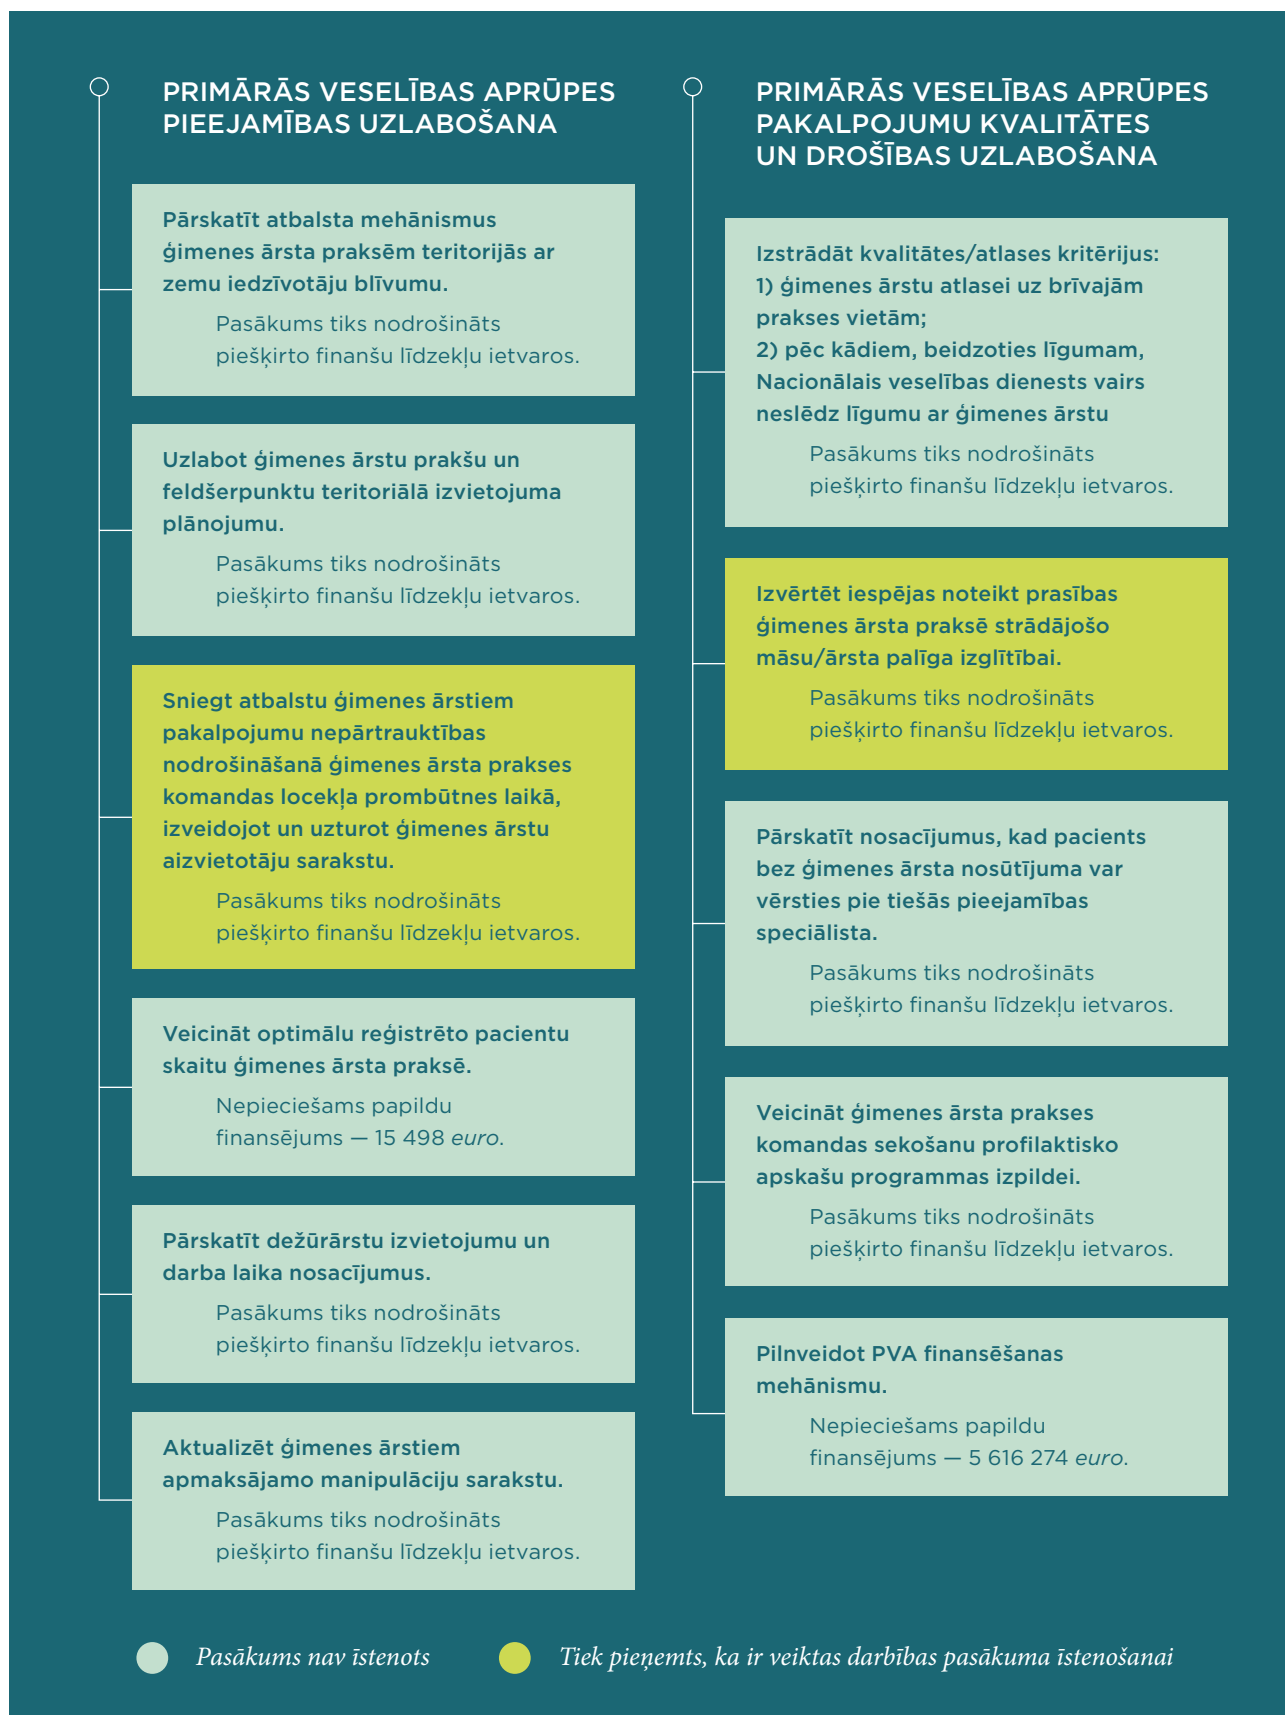 PRIMĀRĀS VESELĪBAS APRŪPES
PIEEJAMĪBAS UZLABOŠANA
Pārskatīt atbalsta mehānismus
ģimenes ārsta praksēm teritorijās ar
zemu iedzīvotāju blīvumu.
Pasākums tiks nodrošināts
piešķirto finanšu līdzekļu ietvaros.
Uzlabot ģimenes ārstu prakšu un
feldšerpunktu teritoriālā izvietojuma
plānojumu.
Pasākums tiks nodrošināts
piešķirto finanšu līdzekļu ietvaros.
Sniegt atbalstu ģimenes ārstiem
pakalpojumu nepārtrauktības
nodrošināšanā ģimenes ārsta prakses
komandas locekļa prombūtnes laikā,
izveidojot un uzturot ģimenes ārstu
aizvietotāju sarakstu.
Pasākums tiks nodrošināts
piešķirto finanšu līdzekļu ietvaros.
Veicināt optimālu reģistrēto pacientu
skaitu ģimenes ārsta praksē.
Nepieciešams papildu
finansējums — 15 498 euro.
Pārskatīt dežūrārstu izvietojumu un
darba laika nosacījumus.
Pasākums tiks nodrošināts
piešķirto finanšu līdzekļu ietvaros.
Aktualizēt ģimenes ārstiem
apmaksājamo manipulāciju sarakstu.
Pasākums tiks nodrošināts
piešķirto finanšu līdzekļu ietvaros.
PRIMĀRĀS VESELĪBAS APRŪPES
PAKALPOJUMU KVALITĀTES
UN DROŠĪBAS UZLABOŠANA
Izstrādāt kvalitātes/atlases kritērijus:
1) ģimenes ārstu atlasei uz brīvajām
prakses vietām;
2) pēc kādiem, beidzoties līgumam,
Nacionālais veselības dienests vairs
neslēdz līgumu ar ģimenes ārstu
Pasākums tiks nodrošināts
piešķirto finanšu līdzekļu ietvaros.
Izvērtēt iespējas noteikt prasības
ģimenes ārsta praksē strādājošo
māsu/ārsta palīga izglītībai.
Pasākums tiks nodrošināts
piešķirto finanšu līdzekļu ietvaros.
Pārskatīt nosacījumus, kad pacients
bez ģimenes ārsta nosūtījuma var
vērsties pie tiešās pieejamības
speciālista.
Pasākums tiks nodrošināts
piešķirto finanšu līdzekļu ietvaros.
Veicināt ģimenes ārsta prakses
komandas sekošanu profilaktisko
apskašu programmas izpildei.
Pasākums tiks nodrošināts
piešķirto finanšu līdzekļu ietvaros.
Pilnveidot PVA finansēšanas
mehānismu.
Nepieciešams papildu
finansējums — 5 616 274 euro.
Pasākums nav īstenots
Tiek pieņemts, ka ir veiktas darbības pasākuma īstenošanai